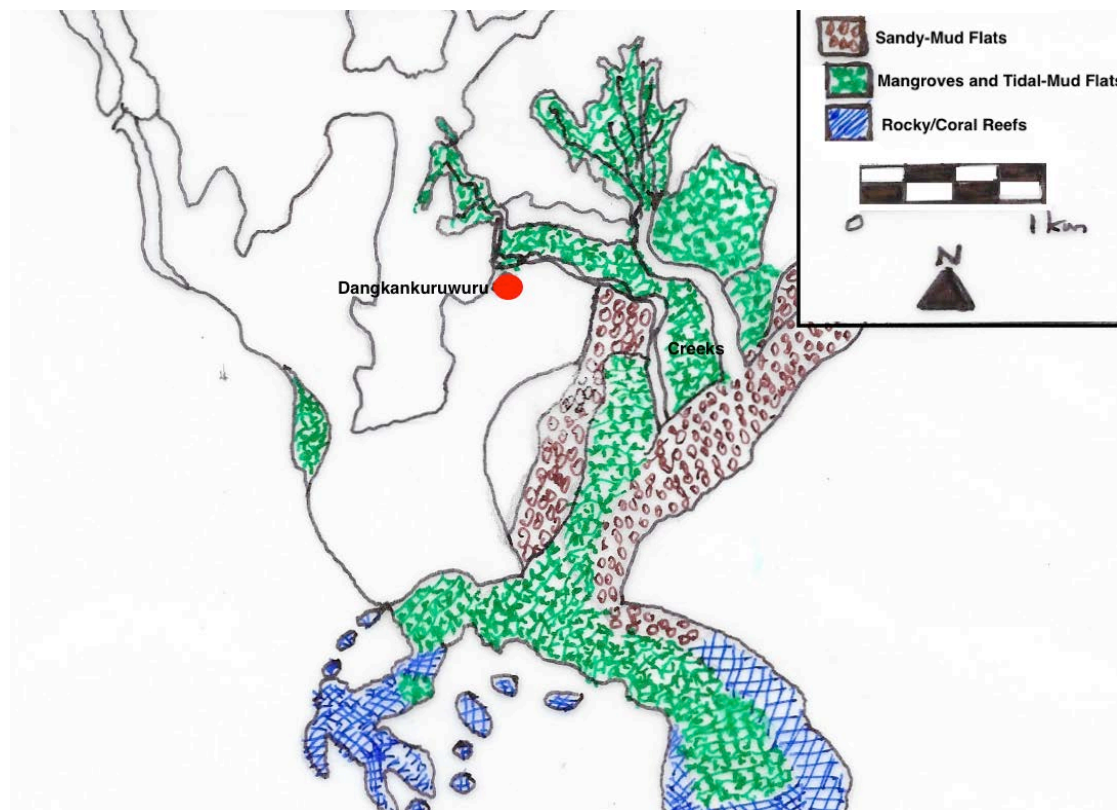 Sandy-Mud Flats
Mangroves and Tidal-Mud Flats
Rocky/Coral Reefs
0 1 km
N
Dangkankuruwuru
Creeks